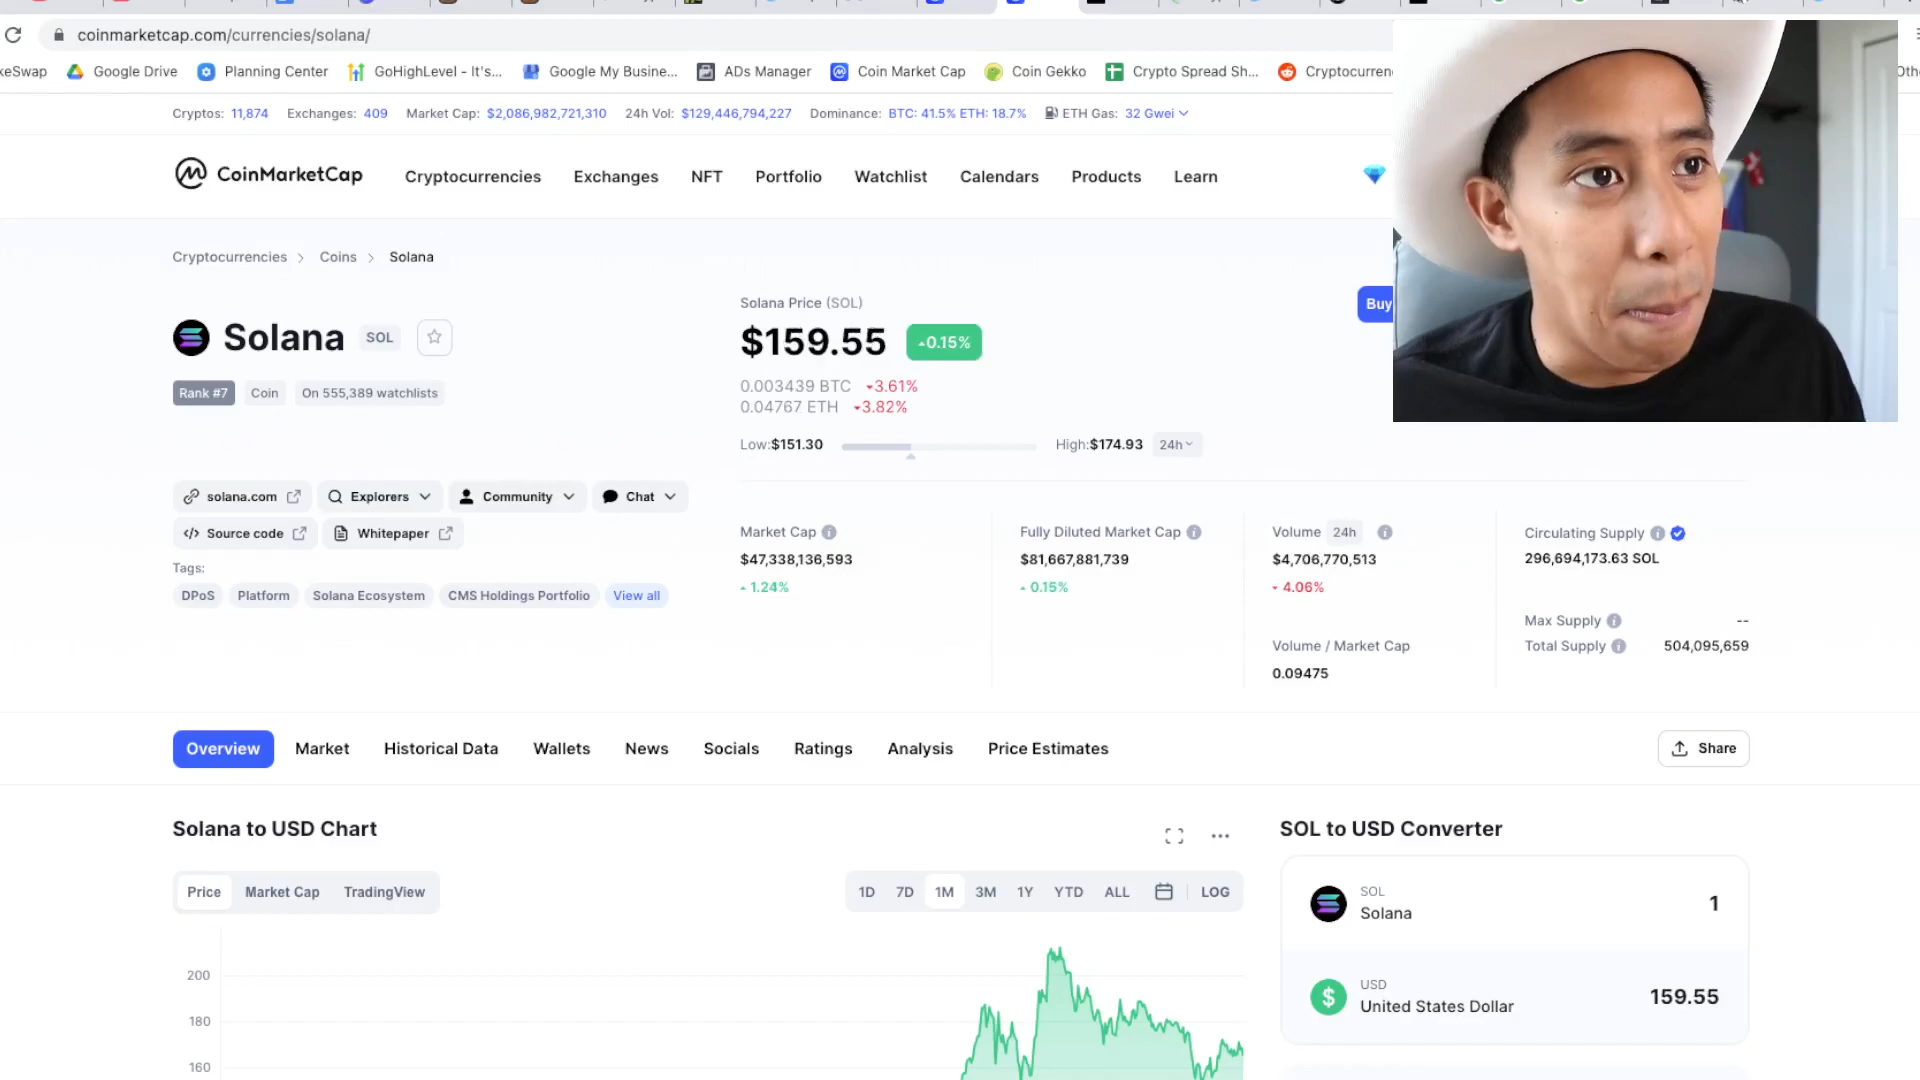 coinmarketcap.com/currencies/solana/
keSwap Google Drive Planning Center GoHighLevel - It's... Google My Busine... ADs Manager Coin Market Cap Coin Gekko Crypto Spread Sh... Cryptocurren Oth
Cryptos: 11,874 Exchanges: 409 Market Cap: $2,086,982,721,310 24h Vol: $129,446,794,227 Dominance: BTC: 41.5% ETH: 18.7% ETH Gas: 32 Gwei
CoinMarketCap Cryptocurrencies Exchanges NFT Portfolio Watchlist Calendars Products Learn
Cryptocurrencies > Coins > Solana
Solana SOL
Rank #7 Coin On 555,389 watchlists
solana.com Explorers Community Chat
Source code Whitepaper
Tags:
DPoS Platform Solana Ecosystem CMS Holdings Portfolio View all
Solana Price (SOL)
$159.55 0.15%
0.003439 BTC 3.61%
0.04767 ETH 3.82%
Low:$151.30 High:$174.93 24h
Buy
Market Cap
$47,338,136,593
1.24%
Fully Diluted Market Cap
$81,667,881,739
0.15%
Volume 24h
$4,706,770,513
4.06%
Volume / Market Cap
0.09475
Circulating Supply
296,694,173.63 SOL
Max Supply --
Total Supply 504,095,659
Overview Market Historical Data Wallets News Socials Ratings Analysis Price Estimates Share
Solana to USD Chart
Price Market Cap TradingView 1D 7D 1M 3M 1Y YTD ALL LOG
200
180
160
SOL to USD Converter
SOL
Solana 1
USD
United States Dollar 159.55